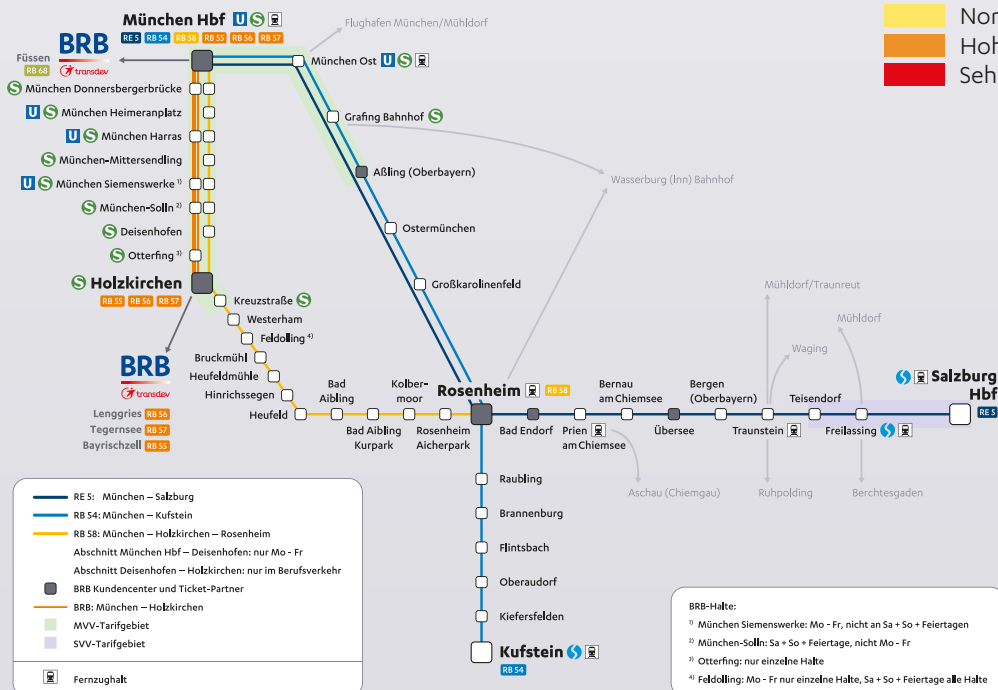 München Hbf U S
RE 5 RB 54 RB 58 RB 55 RB 56 RB 57
Flughafen München/Mühldorf
Nor
Hoh
Seh
BRB
transdev
Füssen
RB 68
München Ost U S
S München Donnersbergerbrücke
U S München Heimeranplatz
U S München Harras
S München-Mittersendling
U S München Siemenswerke 1)
S München-Solln 2)
S Deisenhofen
S Otterfing 3)
S Holzkirchen
RB 55 RB 56 RB 57
Grafing Bahnhof S
Aßling (Oberbayern)
Wasserburg (Inn) Bahnhof
Ostermünchen
Großkarolinenfeld
Kreuzstraße S
Westerham
Feldolling 4)
Bruckmühl
Heufeldmühle
Hinrichssegen
Heufeld
BRB
transdev
Lenggries RB 56
Tegernsee RB 57
Bayrischzell RB 55
Bad
Aibling
Bad Aibling
Kurpark
Kolber-
moor
Rosenheim
Aicherpark
Rosenheim RB 58
Bad Endorf
Prien
am Chiemsee
Bernau
am Chiemsee
Übersee
Bergen
(Oberbayern)
Traunstein
Teisendorf
Freilassing S
S Salzburg
Hbf
RE 5
Mühldorf/Traunreut
Mühldorf
Waging
Aschau (Chiemgau)
Ruhpolding
Berchtesgaden
Raubling
Brannenburg
Flintsbach
Oberaudorf
Kiefersfelden
Kufstein S
RB 54
RE 5: München – Salzburg
RB 54: München – Kufstein
RB 58: München – Holzkirchen – Rosenheim
Abschnitt München Hbf – Deisenhofen: nur Mo - Fr
Abschnitt Deisenhofen – Holzkirchen: nur im Berufsverkehr
BRB Kundencenter und Ticket-Partner
BRB: München – Holzkirchen
MVV-Tarifgebiet
SVV-Tarifgebiet
Fernzughalt
BRB-Halte:
1) München Siemenswerke: Mo - Fr, nicht an Sa + So + Feiertagen
2) München-Solln: Sa + So + Feiertage, nicht Mo - Fr
3) Otterfing: nur einzelne Halte
4) Feldolling: Mo - Fr nur einzelne Halte, Sa + So + Feiertage alle Halte